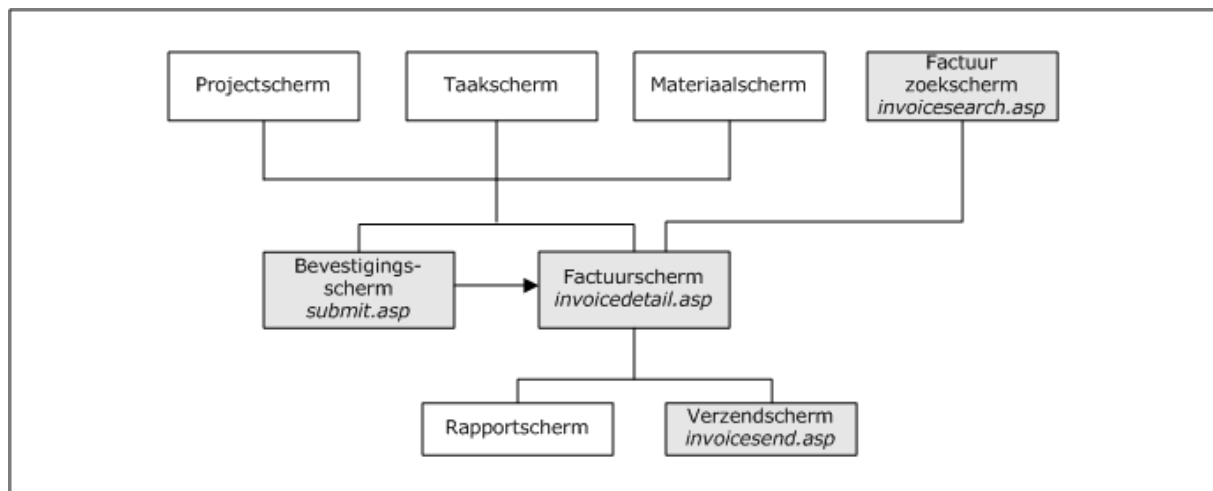 Projectscherm
Taakscherm
Materiaalscherm
Factuur
zoekscherm
invoicesearch.asp
Bevestigings-
scherm
submit.asp
Factuurscherm
invoicedetail.asp
Rapportscherm
Verzendscherm
invoicesend.asp